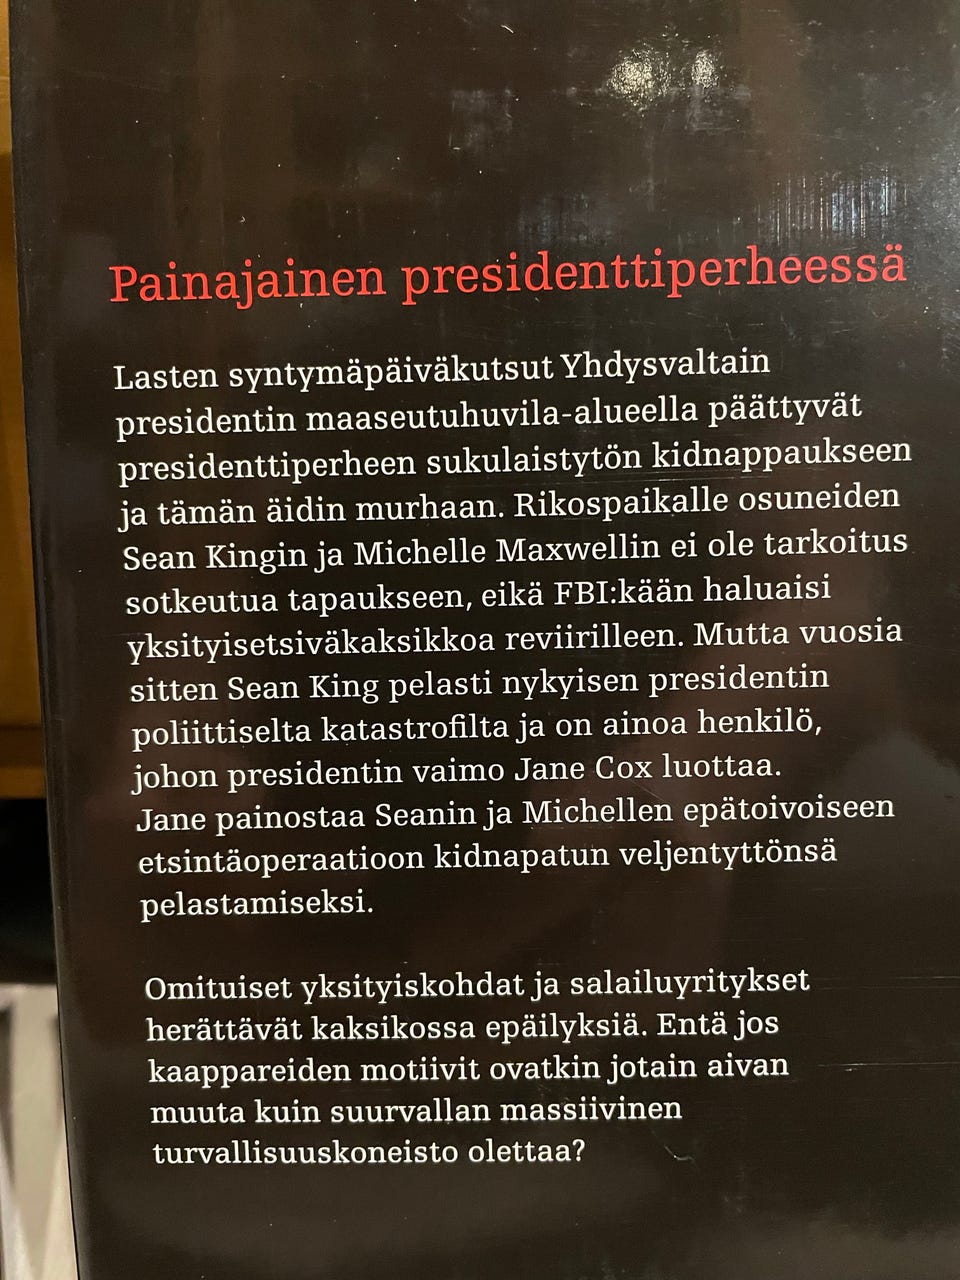 Painajainen presidenttiperheessä
Lasten syntymäpäiväkutsut Yhdysvaltain
presidentin maaseutuhuvila-alueella päättyvät
presidenttiperheen sukulaistytön kidnappaukseen
ja tämän äidin murhaan. Rikospaikalle osuneiden
Sean Kingin ja Michelle Maxwellin ei ole tarkoitus
sotkeutua tapaukseen, eikä FBI:kään haluaisi
yksityisetsiväkaksikkoa reviirilleen. Mutta vuosia
sitten Sean King pelasti nykyisen presidentin
poliittiselta katastrofilta ja on ainoa henkilö,
johon presidentin vaimo Jane Cox luottaa.
Jane painostaa Seanin ja Michellen epätoivoiseen
etsintäoperaatioon kidnapatun veljentyttönsä
pelastamiseksi.
Omituiset yksityiskohdat ja salailuyritykset
herättävät kaksikossa epäilyksiä. Entä jos
kaappareiden motiivit ovatkin jotain aivan
muuta kuin suurvallan massiivinen
turvallisuuskoneisto olettaa?